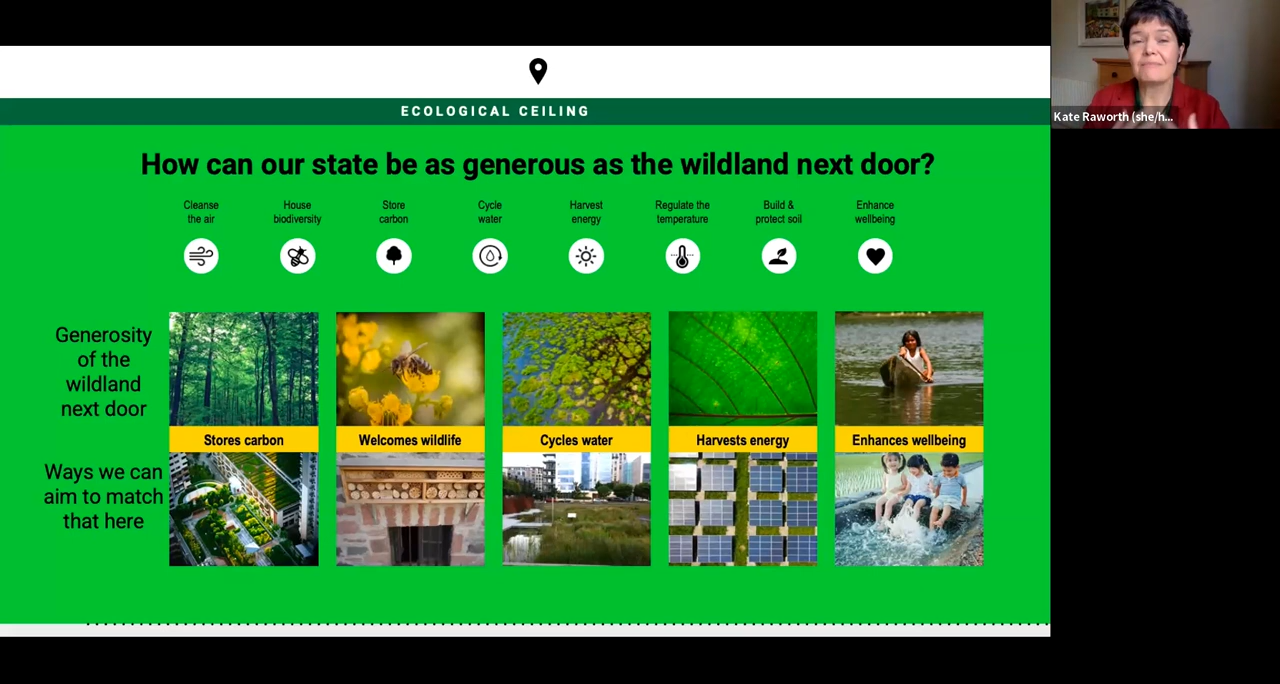 ECOLOGICAL CEILING
Kate Raworth (she/h...
How can our state be as generous as the wildland next door?
Cleanse
the air
House
biodiversity
Store
carbon
Cycle
water
Harvest
energy
Regulate the
temperature
Build &
protect soil
Enhance
wellbeing
Generosity
of the
wildland
next door
Stores carbon
Welcomes wildlife
Cycles water
Harvests energy
Enhances wellbeing
Ways we can
aim to match
that here